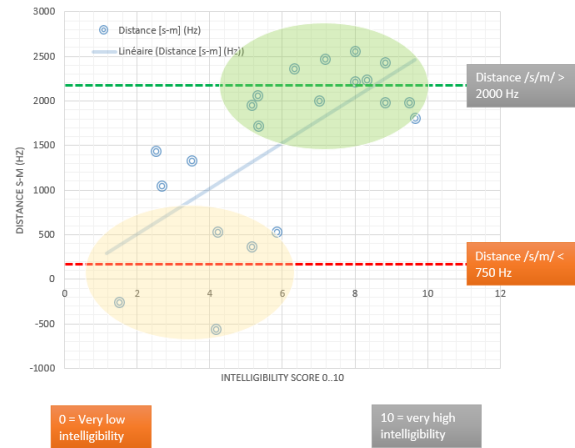 3000
Distance [s-m] (Hz)
Linéaire (Distance [s-m] (Hz))
2500
Distance /s/m/ >
2000 Hz
2000
1500
1000
DISTANCE S-M (HZ)
500
Distance /s/m/ <
750 Hz
0
0 2 4 6 8 10 12
-500
-1000
INTELLIGIBILITY SCORE 0..10
0 = Very low
intelligibility
10 = very high
intelligibility